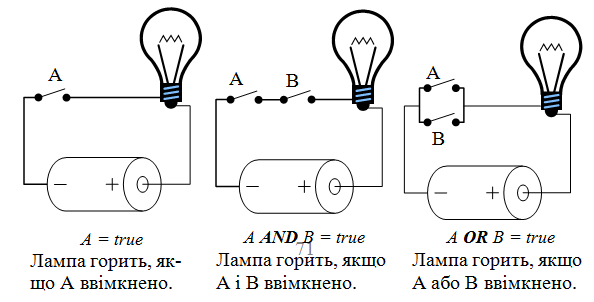 A
− +
A = true
Лампа горить, як-
що А ввімкнено.
A B
− +
A AND B = true
Лампа горить, якщо
А і В ввімкнено.
A
B
− +
A OR B = true
Лампа горить, якщо
А або В ввімкнено.
71